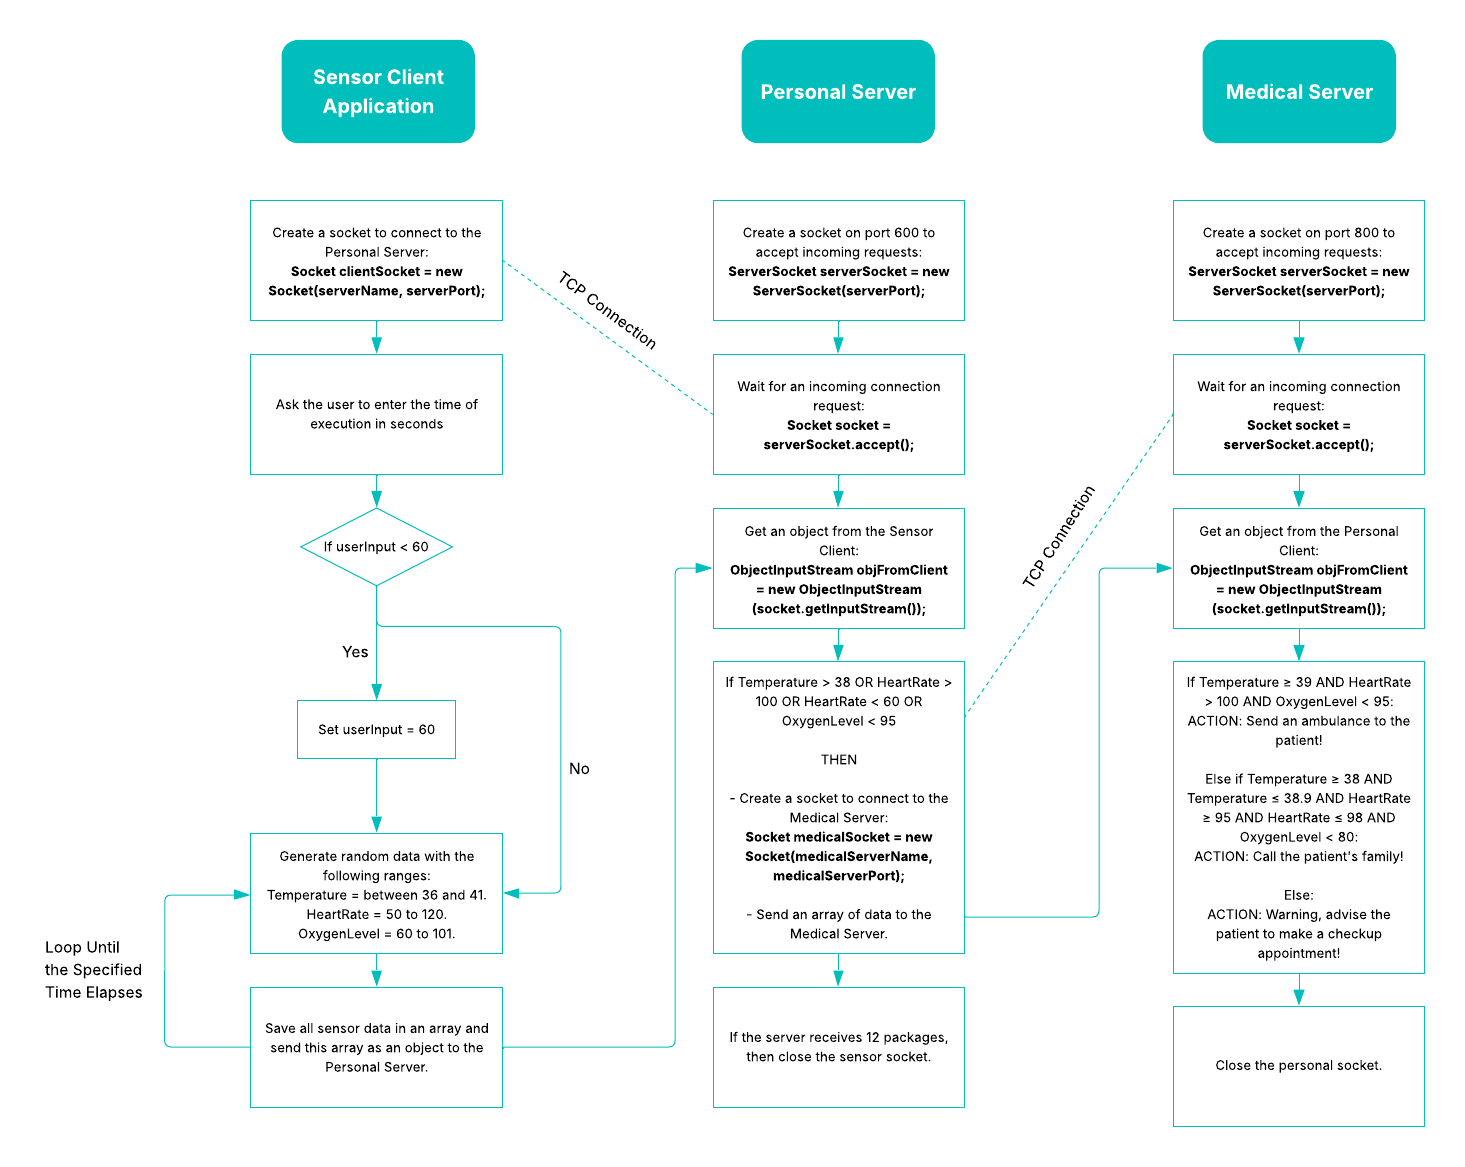 Sensor Client
Application
Personal Server
Medical Server
Create a socket to connect to the
Personal Server:
Socket clientSocket = new
Socket(serverName, serverPort);
Ask the user to enter the time of
execution in seconds
If userInput < 60
Yes
No
Set userInput = 60
Generate random data with the
following ranges:
Temperature = between 36 and 41.
HeartRate = 50 to 120.
OxygenLevel = 60 to 101.
Loop Until
the Specified
Time Elapses
Save all sensor data in an array and
send this array as an object to the
Personal Server.
TCP Connection
Create a socket on port 600 to
accept incoming requests:
ServerSocket serverSocket = new
ServerSocket(serverPort);
Wait for an incoming connection
request:
Socket socket =
serverSocket.accept();
Get an object from the Sensor
Client:
ObjectInputStream objFromClient
= new ObjectInputStream
(socket.getInputStream());
If Temperature > 38 OR HeartRate >
100 OR HeartRate < 60 OR
OxygenLevel < 95
THEN
- Create a socket to connect to the
Medical Server:
Socket medicalSocket = new
Socket(medicalServerName,
medicalServerPort);
- Send an array of data to the
Medical Server.
If the server receives 12 packages,
then close the sensor socket.
TCP Connection
Create a socket on port 800 to
accept incoming requests:
ServerSocket serverSocket = new
ServerSocket(serverPort);
Wait for an incoming connection
request:
Socket socket =
serverSocket.accept();
Get an object from the Personal
Client:
ObjectInputStream objFromClient
= new ObjectInputStream
(socket.getInputStream());
If Temperature ≥ 39 AND HeartRate
> 100 AND OxygenLevel < 95:
ACTION: Send an ambulance to the
patient!
Else if Temperature ≥ 38 AND
Temperature ≤ 38.9 AND HeartRate
≥ 95 AND HeartRate ≤ 98 AND
OxygenLevel < 80:
ACTION: Call the patient's family!
Else:
ACTION: Warning, advise the
patient to make a checkup
appointment!
Close the personal socket.